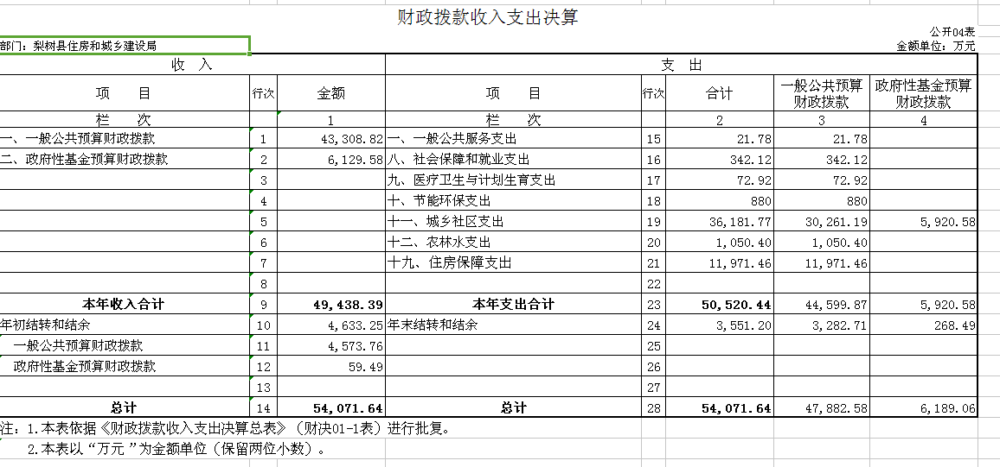 财政拨款收入支出决算
公开04表
部门：梨树县住房和城乡建设局 金额单位：万元
收 入 支 出
项 目 行次 金额 项 目 行次 合计 一般公共预算财政拨款 政府性基金预算财政拨款
栏 次 1 栏 次 2 3 4
一、一般公共预算财政拨款 1 43,308.82 一、一般公共服务支出 15 21.78 21.78
二、政府性基金预算财政拨款 2 6,129.58 八、社会保障和就业支出 16 342.12 342.12
3 九、医疗卫生与计划生育支出 17 72.92 72.92
4 十、节能环保支出 18 880 880
5 十一、城乡社区支出 19 36,181.77 30,261.19 5,920.58
6 十二、农林水支出 20 1,050.40 1,050.40
7 十九、住房保障支出 21 11,971.46 11,971.46
8 22
本年收入合计 9 49,438.39 本年支出合计 23 50,520.44 44,599.87 5,920.58
年初结转和结余 10 4,633.25 年末结转和结余 24 3,551.20 3,282.71 268.49
一般公共预算财政拨款 11 4,573.76 25
政府性基金预算财政拨款 12 59.49 26
13 27
总计 14 54,071.64 总计 28 54,071.64 47,882.58 6,189.06
注：1.本表依据《财政拨款收入支出决算总表》（财决01-1表）进行批复。
2.本表以“万元”为金额单位（保留两位小数）。